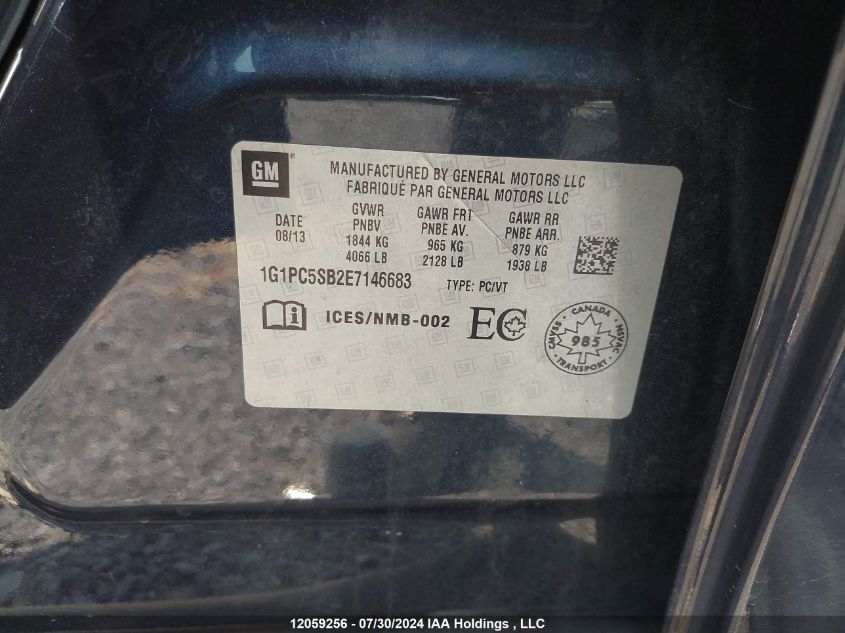 GM
MANUFACTURED BY GENERAL MOTORS LLC
FABRIQUÉ PAR GENERAL MOTORS LLC
DATE GVWR GAWR FRT GAWR RR
08/13 PNBV PNBE AV. PNBE ARR.
1844 KG 965 KG 879 KG
4066 LB 2128 LB 1938 LB
1G1PC5SB2E7146683 TYPE: PC/VT
ICES/NMB-002 EC
CANADA
CMVSS 985 NSVAC
TRANSPORT
12059256 - 07/30/2024 IAA Holdings , LLC